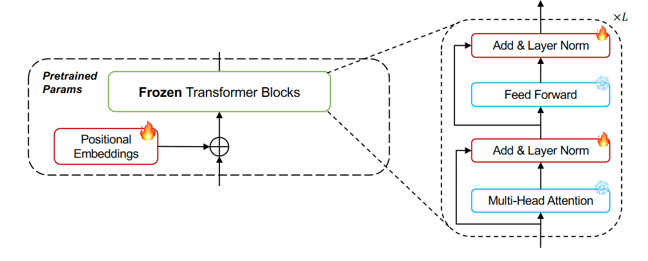 Pretrained
Params
Frozen Transformer Blocks
Positional
Embeddings
×L
Add & Layer Norm
Feed Forward
Add & Layer Norm
Multi-Head Attention